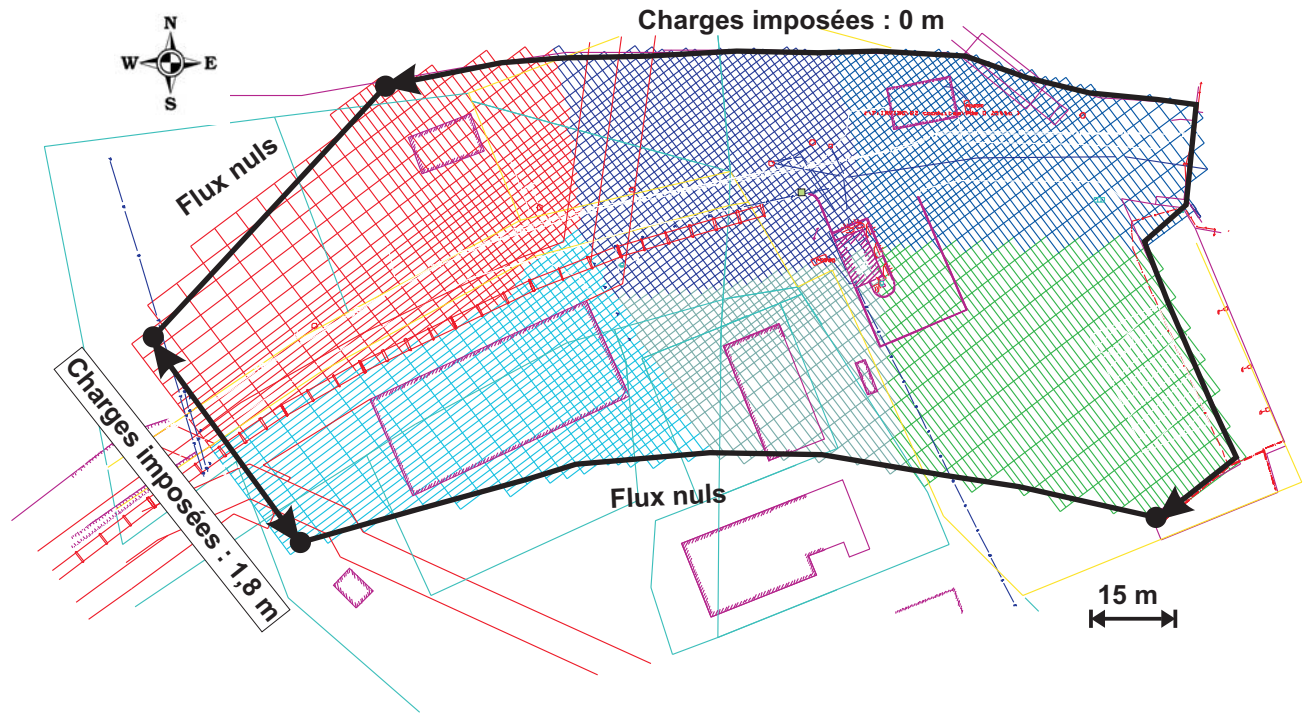 Charges imposées : 0 m
N
W E
S
Flux nuls
Charges imposées : 1,8 m
Flux nuls
15 m